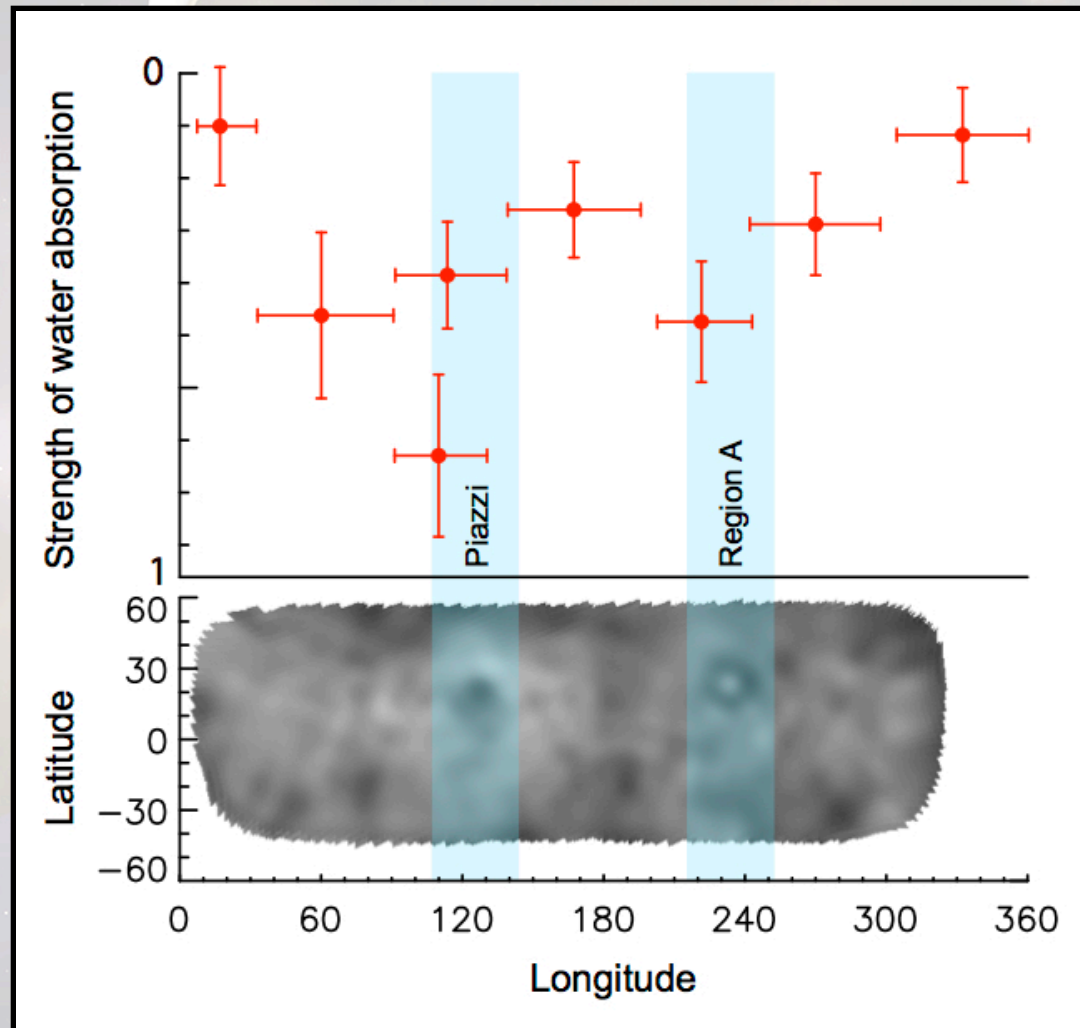 Strength of water absorption
0
1
Piazzi
Region A
Latitude
60
30
0
−30
−60
0 60 120 180 240 300 360
Longitude